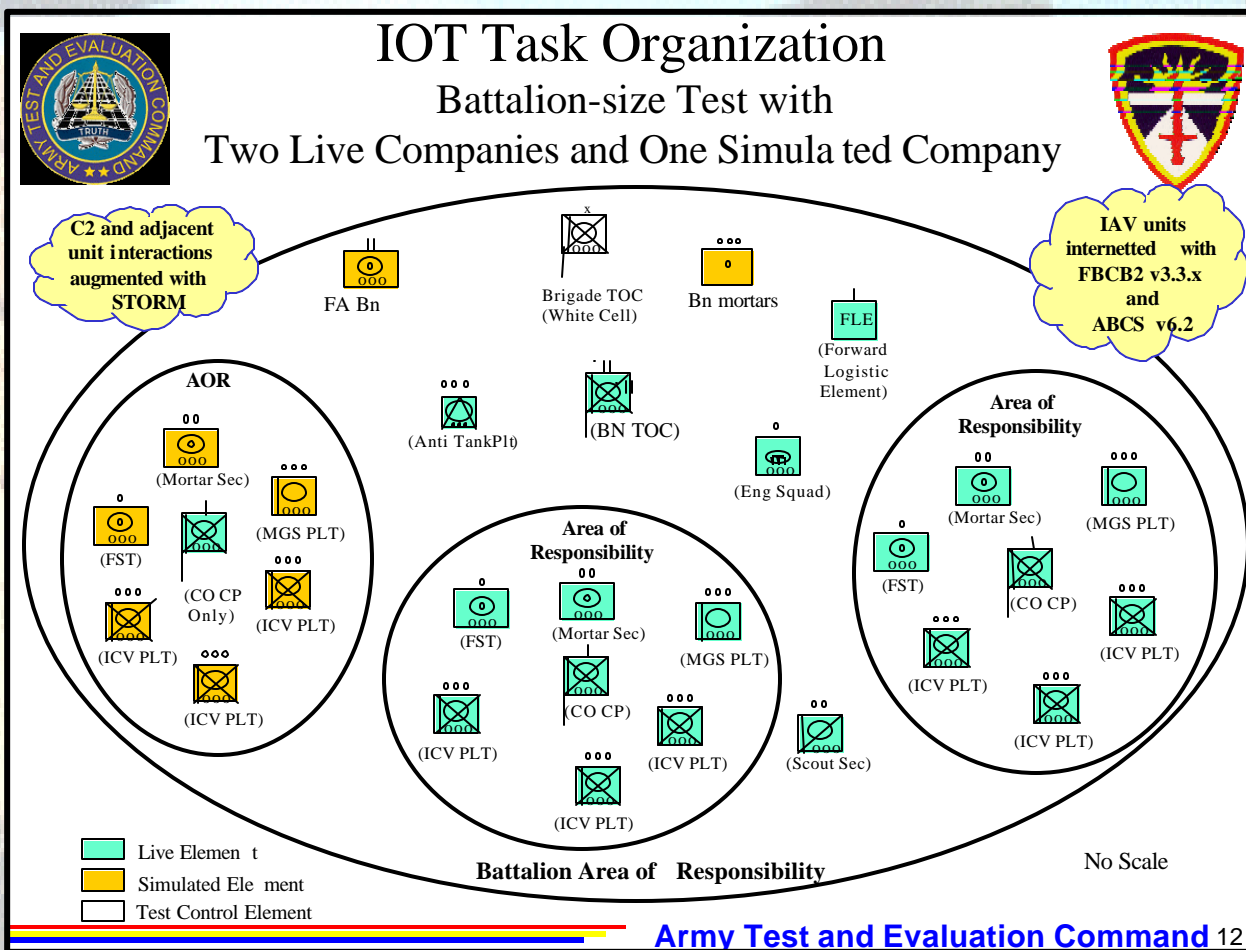 IOT Task Organization
Battalion-size Test with
Two Live Companies and One Simula ted Company
ARMY TEST AND EVALUATION COMMAND
TRUTH
C2 and adjacent
unit interactions
augmented with
STORM
IAV units
internetted with
FBCB2 v3.3.x
and
ABCS v6.2
FA Bn
x
Brigade TOC
(White Cell)
Bn mortars
FLE
(Forward
Logistic
Element)
(Anti TankPlt)
(BN TOC)
(Eng Squad)
AOR
(Mortar Sec)
(MGS PLT)
(FST)
(CO CP
Only)
(ICV PLT)
(ICV PLT)
(ICV PLT)
Area of
Responsibility
(FST)
(Mortar Sec)
(MGS PLT)
(CO CP)
(ICV PLT)
(ICV PLT)
(ICV PLT)
(Scout Sec)
Area of
Responsibility
(Mortar Sec)
(MGS PLT)
(FST)
(CO CP)
(ICV PLT)
(ICV PLT)
(ICV PLT)
Live Elemen t
Simulated Ele ment
Test Control Element
Battalion Area of Responsibility
No Scale
Army Test and Evaluation Command 12